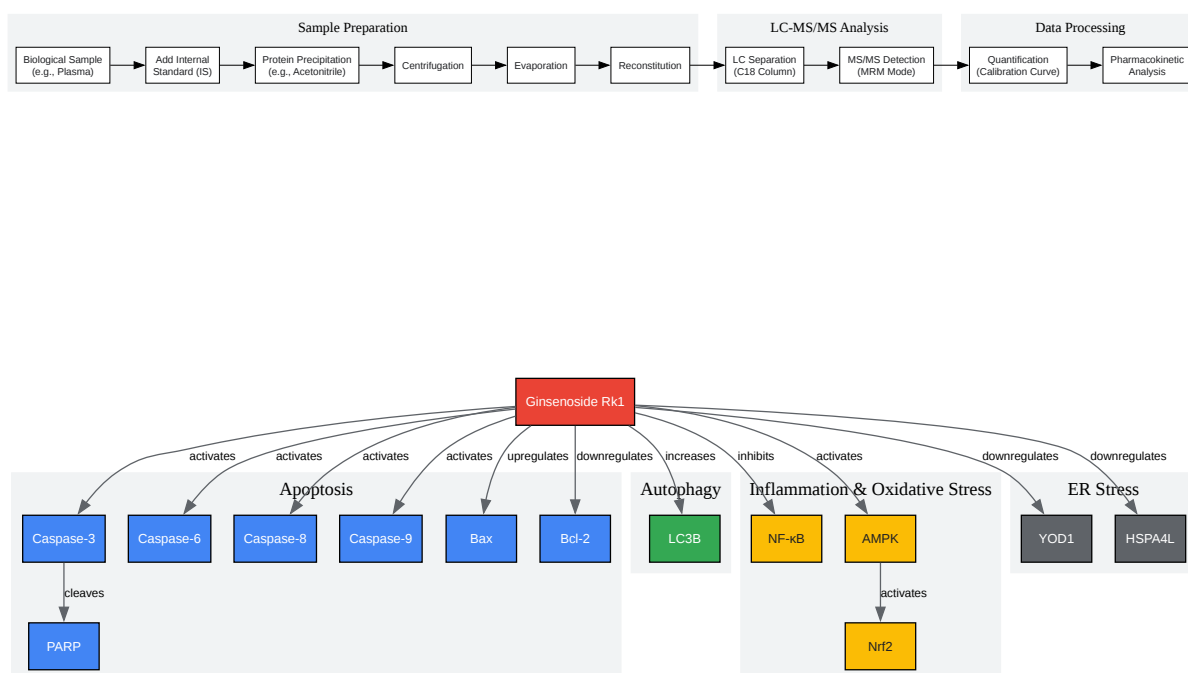 Sample Preparation
LC-MS/MS Analysis
Data Processing
Biological Sample
(e.g., Plasma)
Add Internal
Standard (IS)
Protein Precipitation
(e.g., Acetonitrile)
Centrifugation
Evaporation
Reconstitution
LC Separation
(C18 Column)
MS/MS Detection
(MRM Mode)
Quantification
(Calibration Curve)
Pharmacokinetic
Analysis
Ginsenoside Rk1
activates
activates
activates
activates
upregulates
downregulates
increases
inhibits
activates
downregulates
downregulates
Apoptosis
Autophagy
Inflammation & Oxidative Stress
ER Stress
Caspase-3
Caspase-6
Caspase-8
Caspase-9
Bax
Bcl-2
LC3B
NF-κB
AMPK
YOD1
HSPA4L
cleaves
activates
PARP
Nrf2